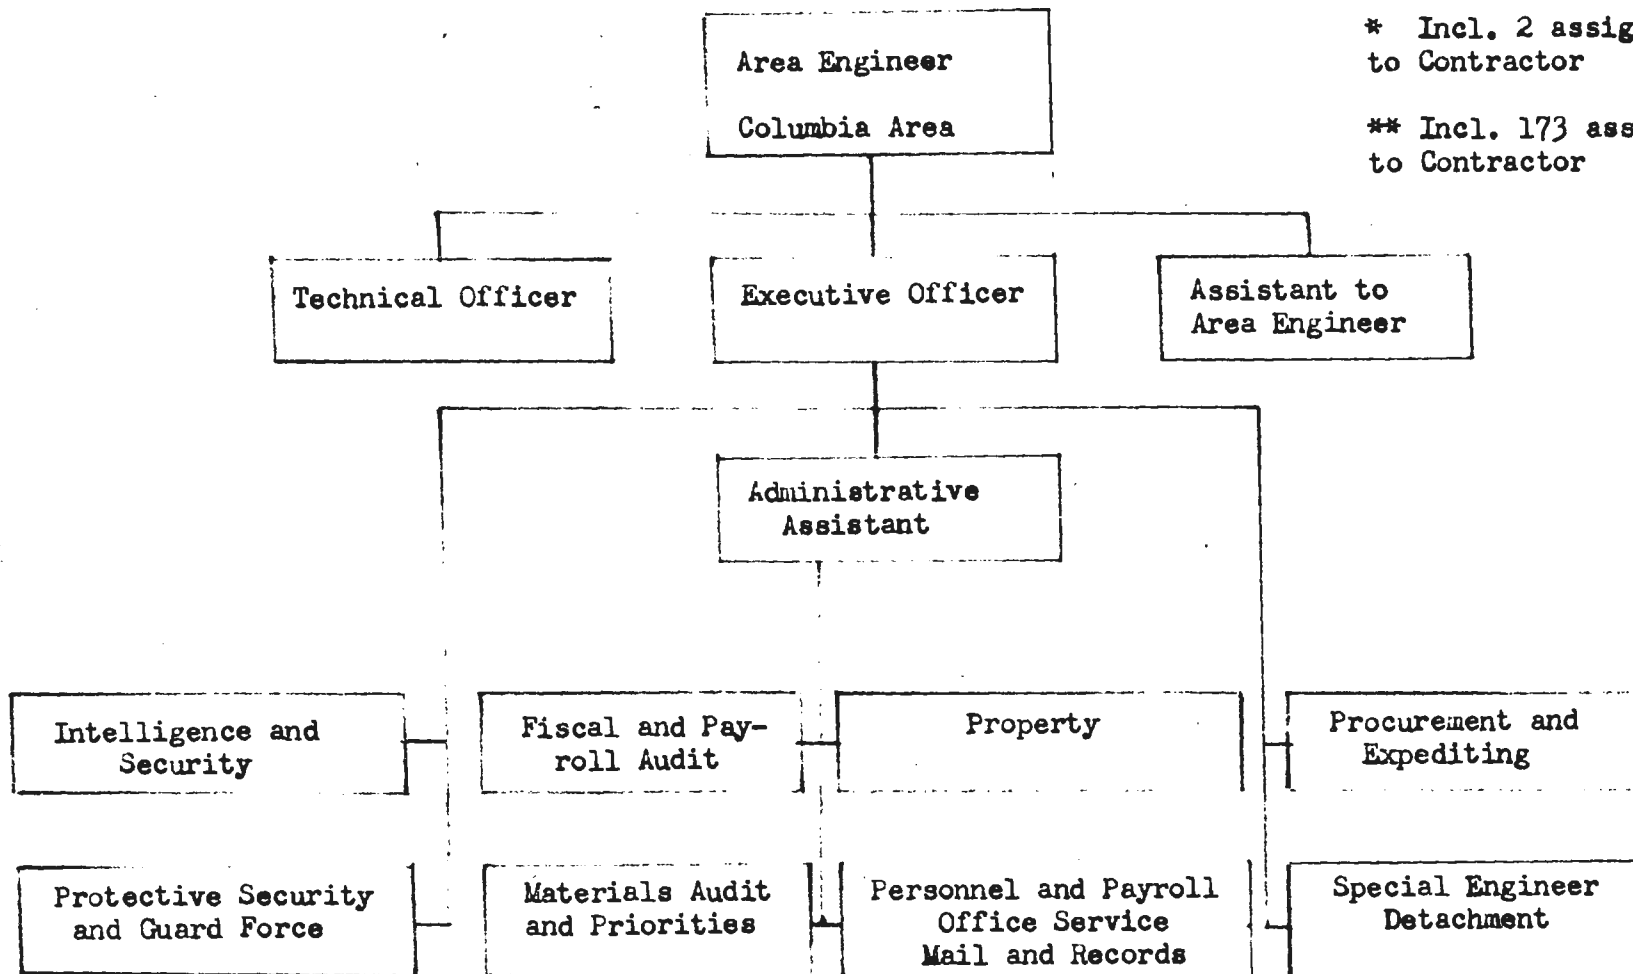 Area Engineer
Columbia Area
* Incl. 2 assig
to Contractor
** Incl. 173 ass
to Contractor
Technical Officer
Executive Officer
Assistant to
Area Engineer
Administrative
Assistant
Intelligence and
Security
Fiscal and Pay-
roll Audit
Property
Procurement and
Expediting
Protective Security
and Guard Force
Materials Audit
and Priorities
Personnel and Payroll
Office Service
Mail and Records
Special Engineer
Detachment